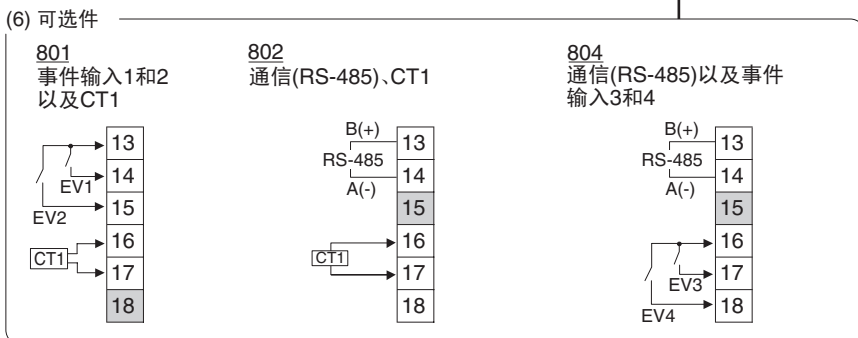 (6) 可选件
801
事件输入1和2
以及CT1
13
14
15
16
17
18
EV1
EV2
CT1
802
通信(RS-485)、CT1
B(+)
RS-485
A(-)
13
14
15
16
17
18
CT1
804
通信(RS-485)以及事件
输入3和4
B(+)
RS-485
A(-)
13
14
15
16
17
18
EV3
EV4